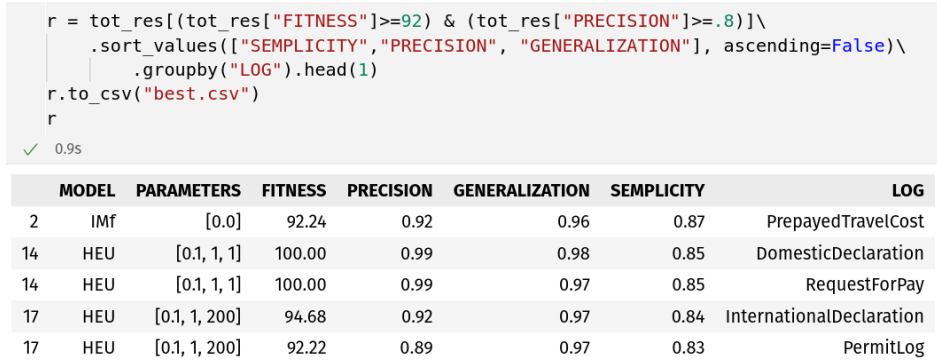 r = tot_res[(tot_res["FITNESS"]>=92) & (tot_res["PRECISION"]>=.8)]\
.sort_values(["SEMPLICITY","PRECISION", "GENERALIZATION"], ascending=False)\
.groupby("LOG").head(1)
r.to_csv("best.csv")
r
✓ 0.9s
MODEL PARAMETERS FITNESS PRECISION GENERALIZATION SEMPLICITY LOG
2 IMf [0.0] 92.24 0.92 0.96 0.87 PrepayedTravelCost
14 HEU [0.1, 1, 1] 100.00 0.99 0.98 0.85 DomesticDeclaration
14 HEU [0.1, 1, 1] 100.00 0.99 0.97 0.85 RequestForPay
17 HEU [0.1, 1, 200] 94.68 0.92 0.97 0.84 InternationalDeclaration
17 HEU [0.1, 1, 200] 92.22 0.89 0.97 0.83 PermitLog